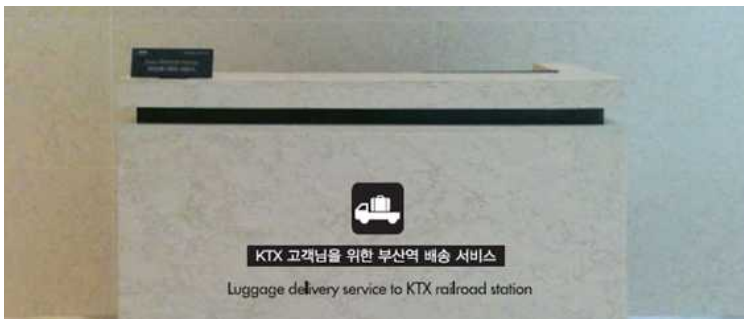 KTX 고객님을 위한 부산역 배송 서비스
Luggage delivery service to KTX railroad station